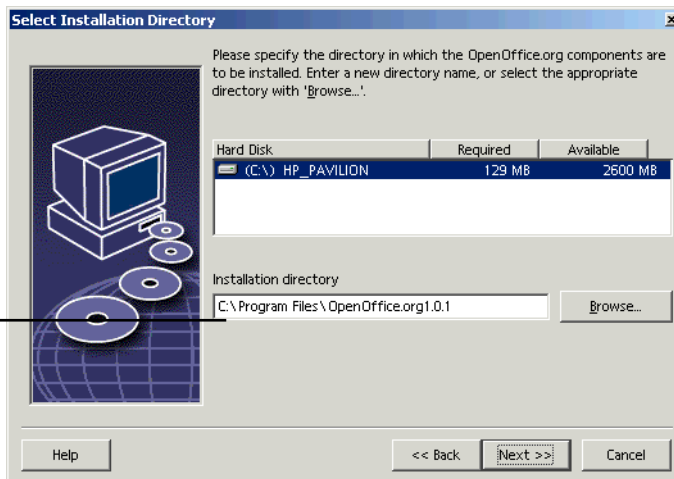 Select Installation Directory
Please specify the directory in which the OpenOffice.org components are
to be installed. Enter a new directory name, or select the appropriate
directory with 'Browse...'.
Hard Disk Required Available
(C:\) HP_PAVILION 129 MB 2600 MB
Installation directory
C:\Program Files\OpenOffice.org1.0.1 Browse...
Help << Back Next >> Cancel